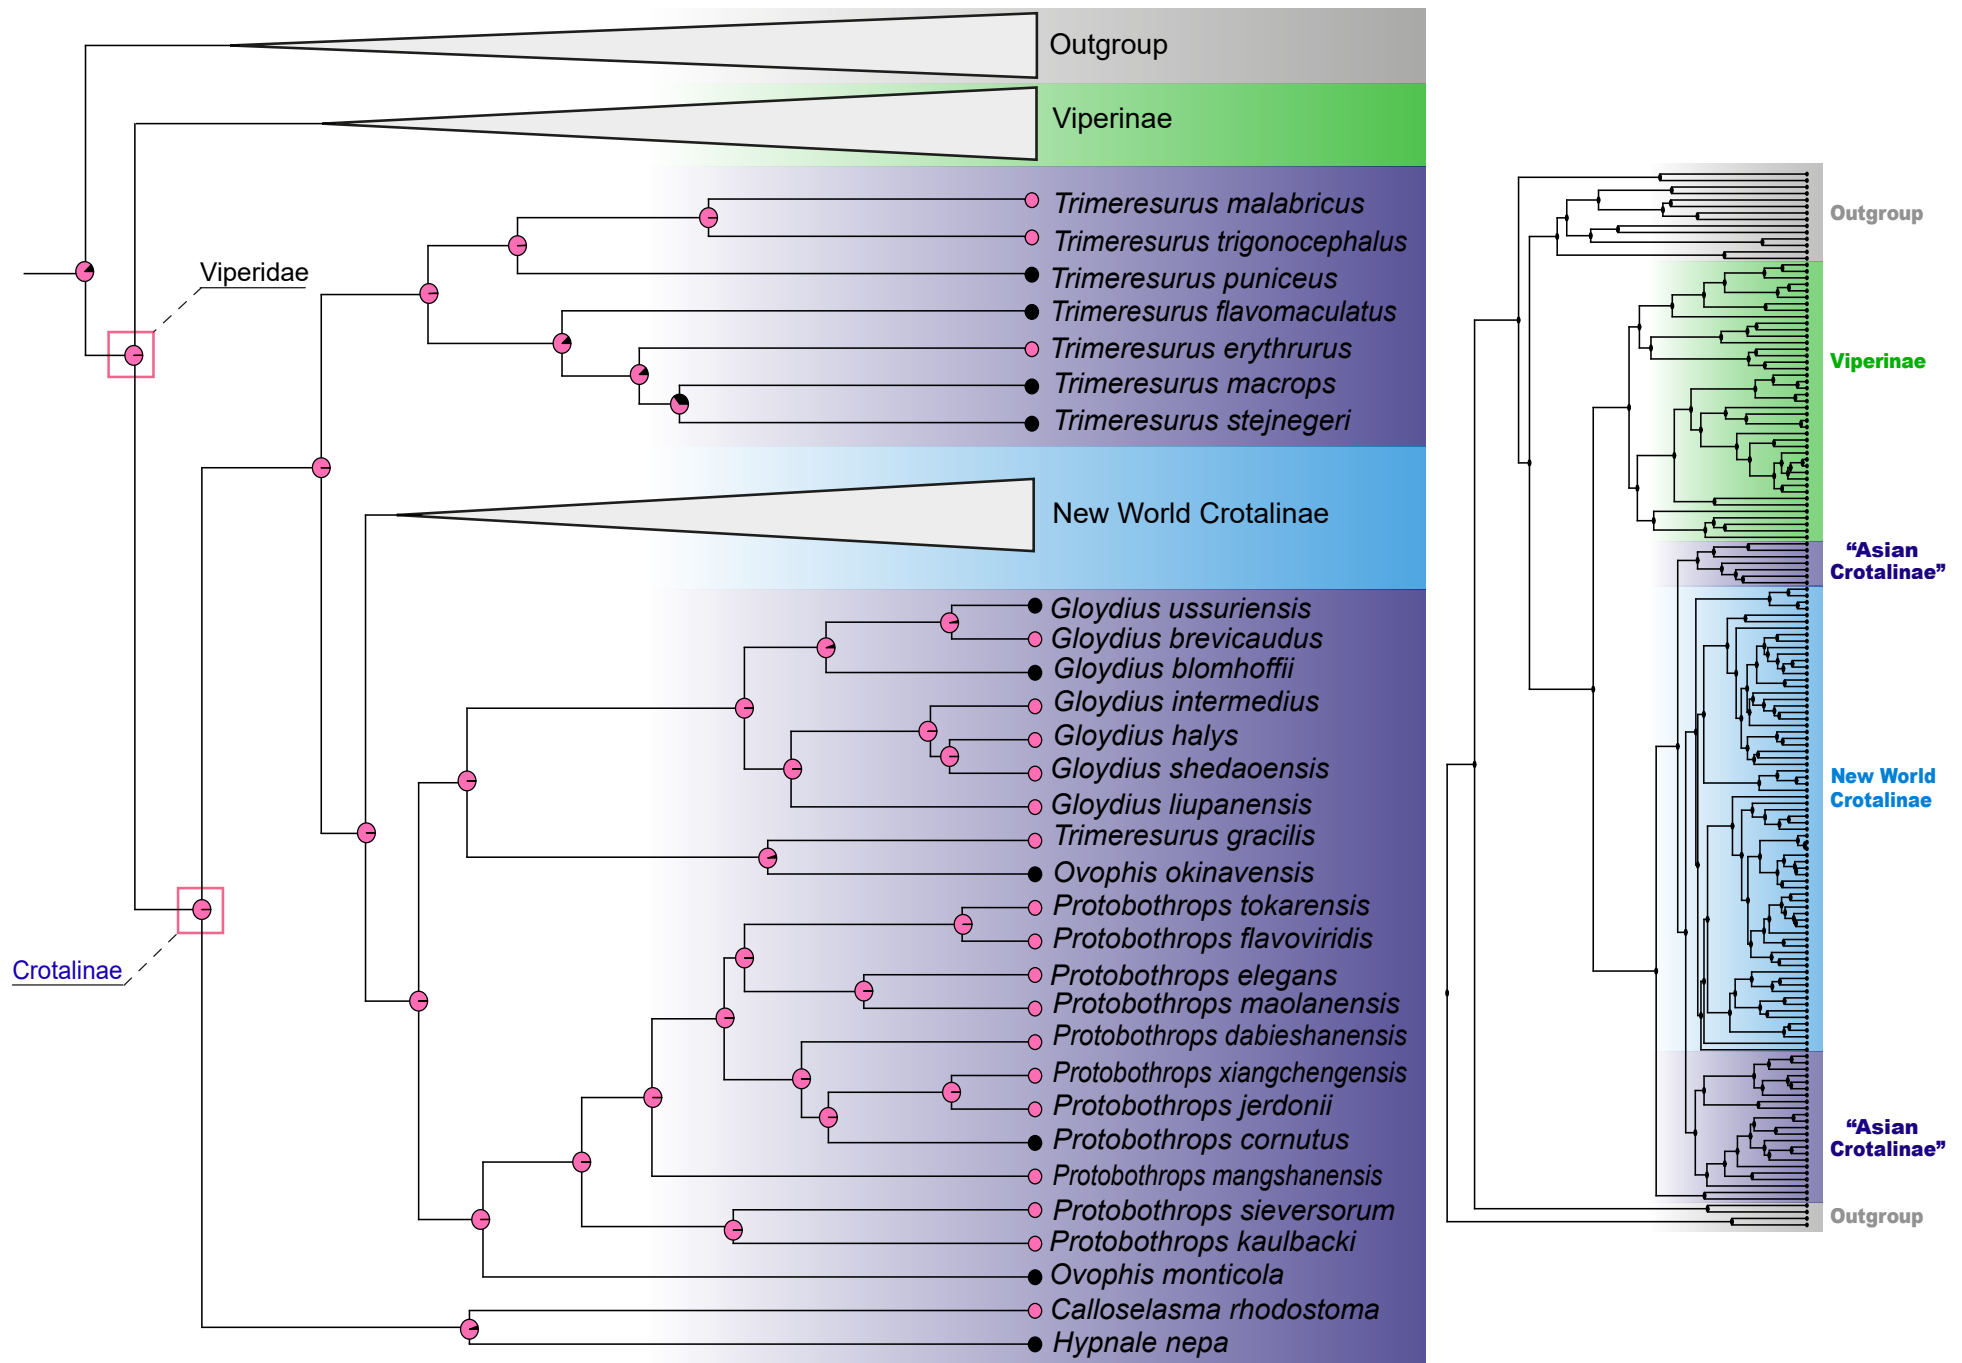 Outgroup
Viperinae
Viperidae
Trimeresurus malabricus
Trimeresurus trigonocephalus
Trimeresurus puniceus
Trimeresurus flavomaculatus
Trimeresurus erythrurus
Trimeresurus macrops
Trimeresurus stejnegeri
New World Crotalinae
Gloydius ussuriensis
Gloydius brevicaudus
Gloydius blomhoffii
Gloydius intermedius
Gloydius halys
Gloydius shedaoensis
Gloydius liupanensis
Trimeresurus gracilis
Ovophis okinavensis
Protobothrops tokarensis
Protobothrops flavoviridis
Crotalinae
Protobothrops elegans
Protobothrops maolanensis
Protobothrops dabieshanensis
Protobothrops xiangchengensis
Protobothrops jerdonii
Protobothrops cornutus
Protobothrops mangshanensis
Protobothrops sieversorum
Protobothrops kaulbacki
Ovophis monticola
Calloselasma rhodostoma
Hypnale nepa
Outgroup
Viperinae
“Asian
Crotalinae”
New World
Crotalinae
“Asian
Crotalinae”
Outgroup